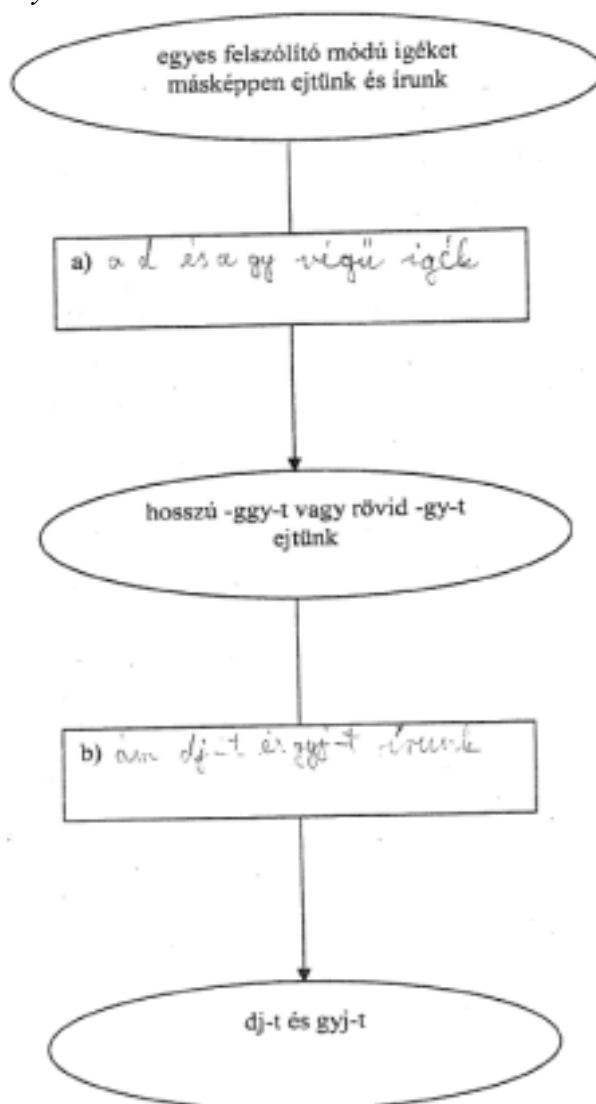 egyes felszólító módú igéket
másképpen ejtünk és írunk
a) a d és a gy végű igék
hosszú -ggy-t vagy rövid -gy-t
ejtünk
b) ám dj-t és gyj-t írunk
dj-t és gyj-t